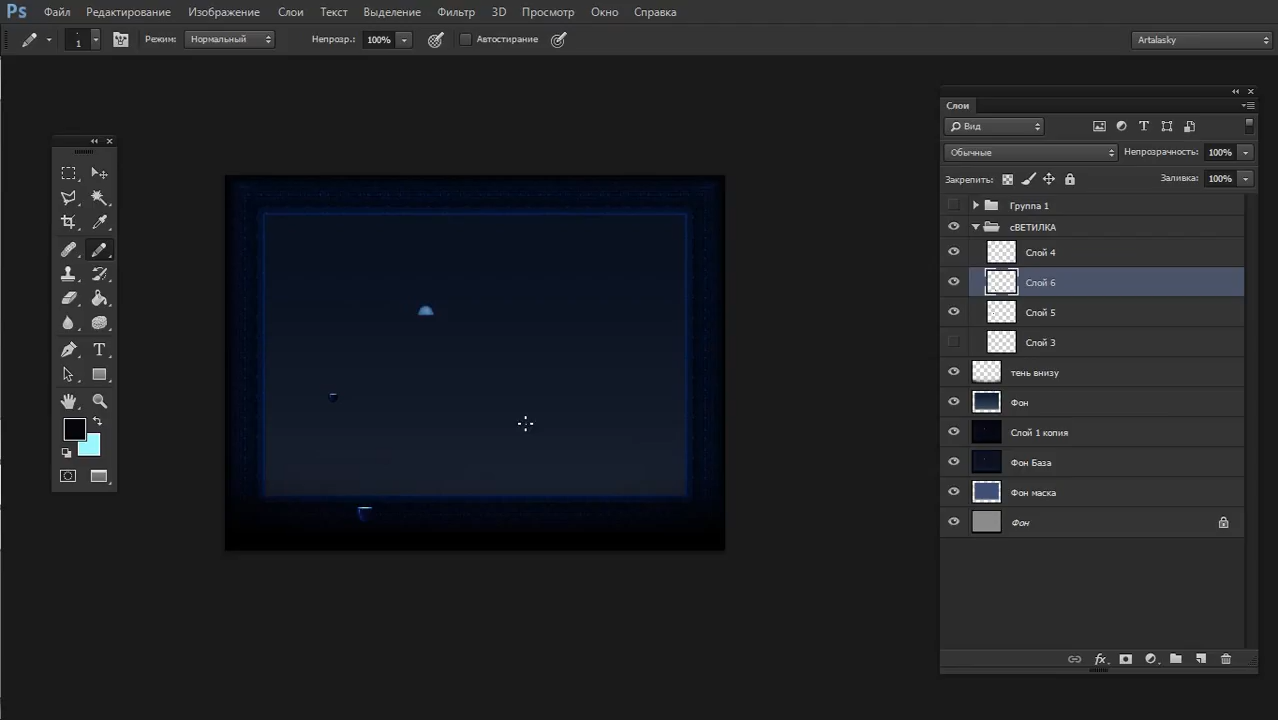 Ps Файл Редактирование Изображение Слои Текст Выделение Фильтр 3D Просмотр Окно Справка
1 Режим: Нормальный Непрозр.: 100% Автостирание Artalasky
Слои
Вид
Обычные Непрозрачность: 100%
Закрепить: Заливка: 100%
Группа 1
сВЕТИЛКА
Слой 4
Слой 6
Слой 5
Слой 3
тень внизу
Фон
Слой 1 копия
Фон База
Фон маска
Фон